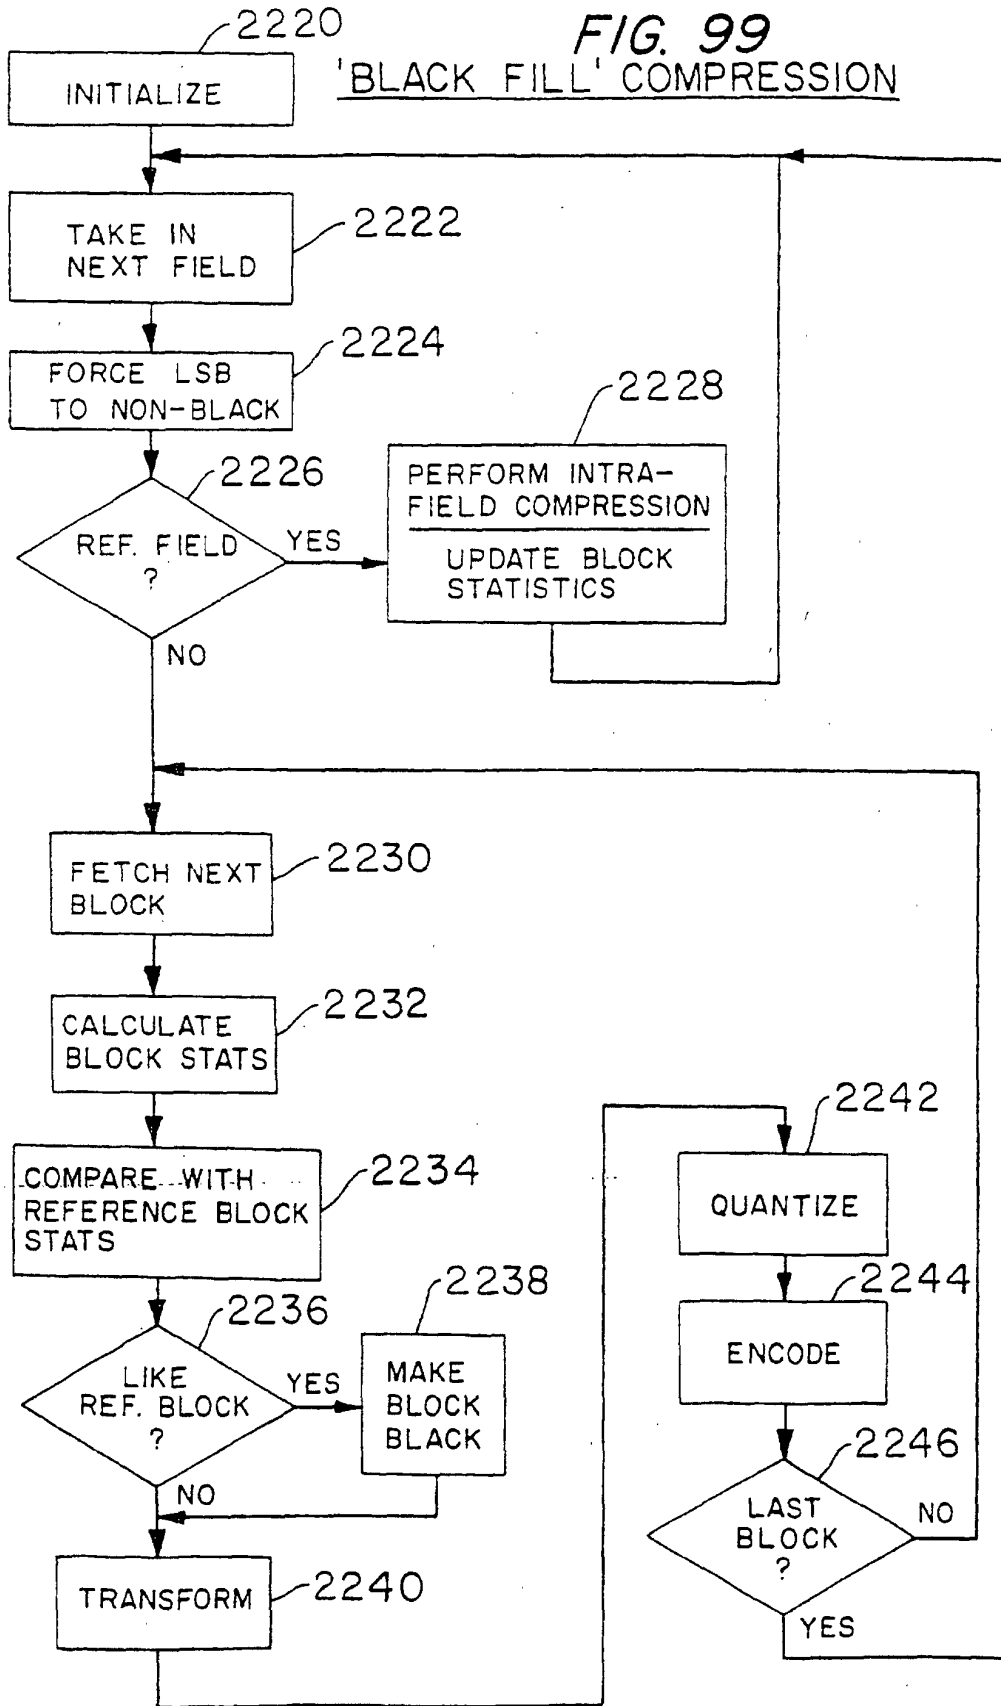 FIG. 99
'BLACK FILL' COMPRESSION
2220
INITIALIZE
2222
TAKE IN
NEXT FIELD
2224
FORCE LSB
TO NON-BLACK
2226
REF. FIELD
?
YES
NO
2228
PERFORM INTRA-
FIELD COMPRESSION
UPDATE BLOCK
STATISTICS
2230
FETCH NEXT
BLOCK
2232
CALCULATE
BLOCK STATS
2234
COMPARE WITH
REFERENCE BLOCK
STATS
2236
LIKE
REF. BLOCK
?
YES
NO
2238
MAKE
BLOCK
BLACK
2240
TRANSFORM
2242
QUANTIZE
2244
ENCODE
2246
LAST
BLOCK
?
NO
YES